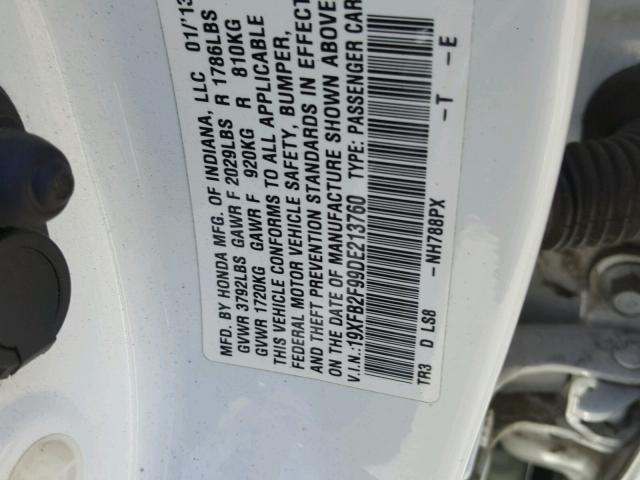 MFD. BY HONDA MFG. OF INDIANA, LLC 01/13
GVWR 3792LBS GAWR F 2029LBS R 1786LBS
GVWR 1720KG GAWR F 920KG R 810KG
THIS VEHICLE CONFORMS TO ALL APPLICABLE
FEDERAL MOTOR VEHICLE SAFETY, BUMPER,
AND THEFT PREVENTION STANDARDS IN EFFECT
ON THE DATE OF MANUFACTURE SHOWN ABOVE
V.I.N.:19XFB2F99DE213760 TYPE: PASSENGER CAR
TR3 D LS8 -NH788PX -T -E